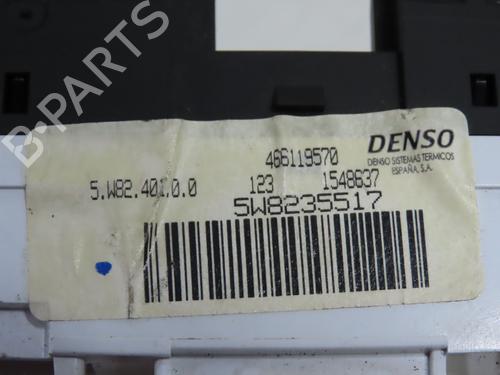 B-PARTS
466119570
DENSO
DENSO SISTEMAS TERMICOS
ESPAÑA, S.A.
5.W82.401.0.0
123
1548637
5W8235517